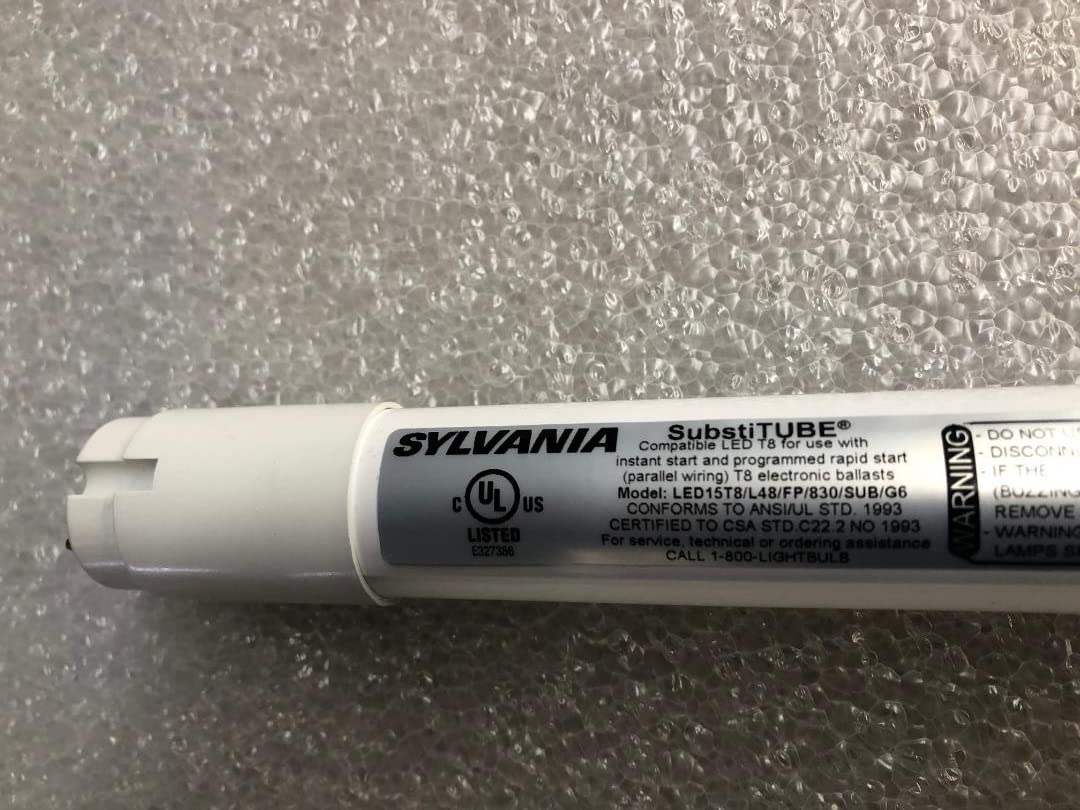 SYLVANIA
SubstiTUBE®
Compatible LED T8 for use with
instant start and programmed rapid start
(parallel wiring) T8 electronic ballasts
Model: LED15T8/L48/FP/830/SUB/G6
CONFORMS TO ANSI/UL STD. 1993
CERTIFIED TO CSA STD.C22.2 NO 1993
For service, technical or ordering assistance
CALL 1-800-LIGHTBULB
C UL US
LISTED
E327386
WARNING
- DO NOT
- DISCONN
- IF THE
(BUZZING
REMOVE
- WARNING
LAMPS